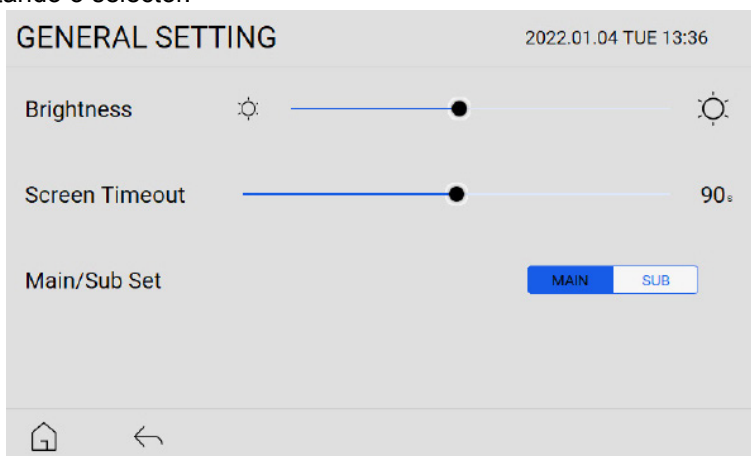 GENERAL SETTING 2022.01.04 TUE 13:36
Brightness
Screen Timeout 90s
Main/Sub Set MAIN SUB